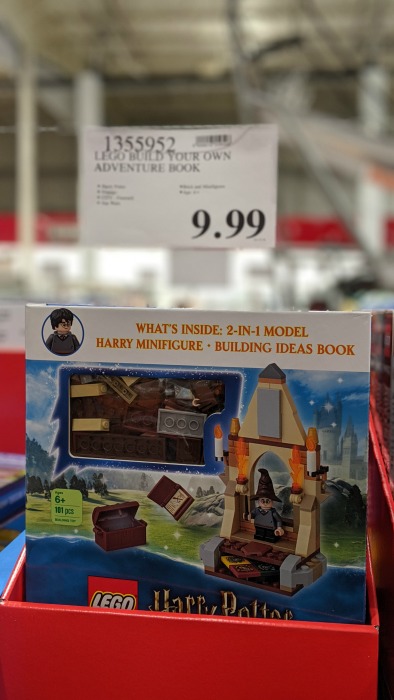 1355952
LEGO BUILD YOUR OWN
ADVENTURE BOOK
9.99
WHAT'S INSIDE: 2-IN-1 MODEL
HARRY MINIFIGURE • BUILDING IDEAS BOOK
Ages
6+
101 pcs
LEGO
Harry Potter